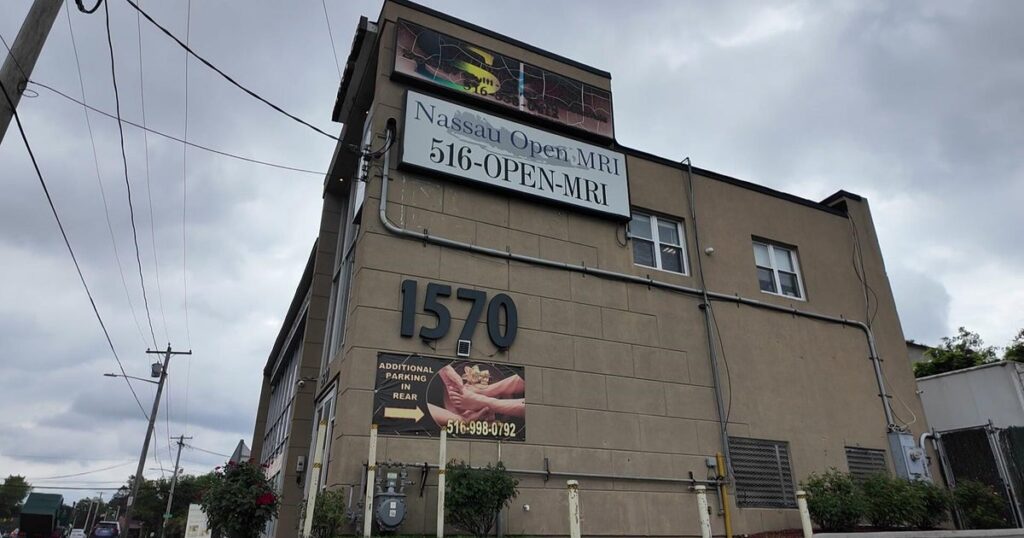 Nassau Open MRI
516-OPEN-MRI
1570
ADDITIONAL
PARKING
IN
REAR
516-998-0792